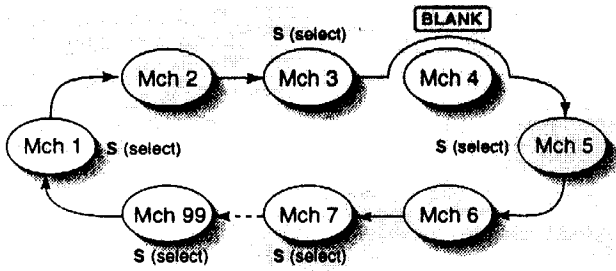 BLANK
S (select)
Mch 2
Mch 3
Mch 4
Mch 1
S (select)
S (select)
Mch 5
Mch 99
Mch 7
Mch 6
S (select)
S (select)